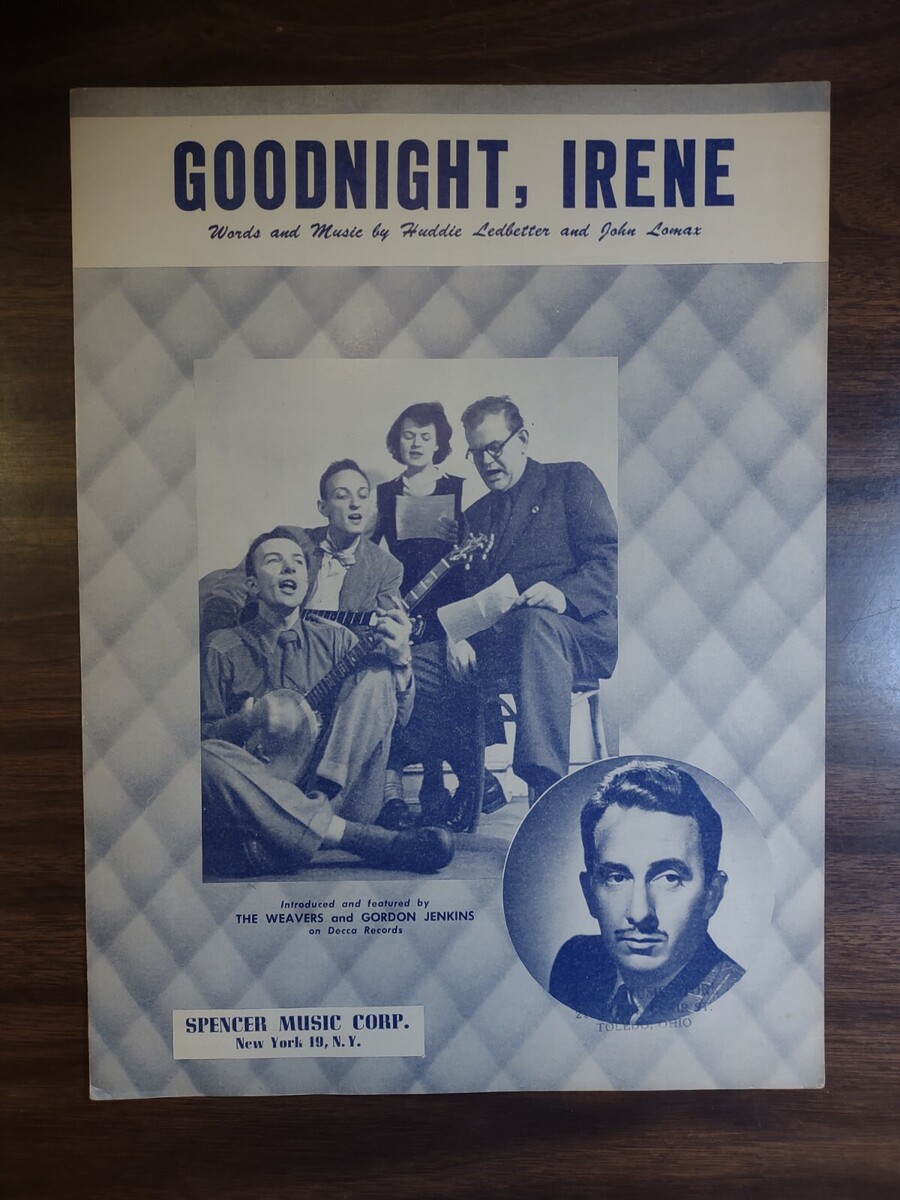 GOODNIGHT, IRENE
Words and Music by Huddie Ledbetter and John Lomax
Introduced and featured by
THE WEAVERS and GORDON JENKINS
on Decca Records
SPENCER MUSIC CORP.
New York 19, N. Y.
ST.
TOLEDO, OHIO